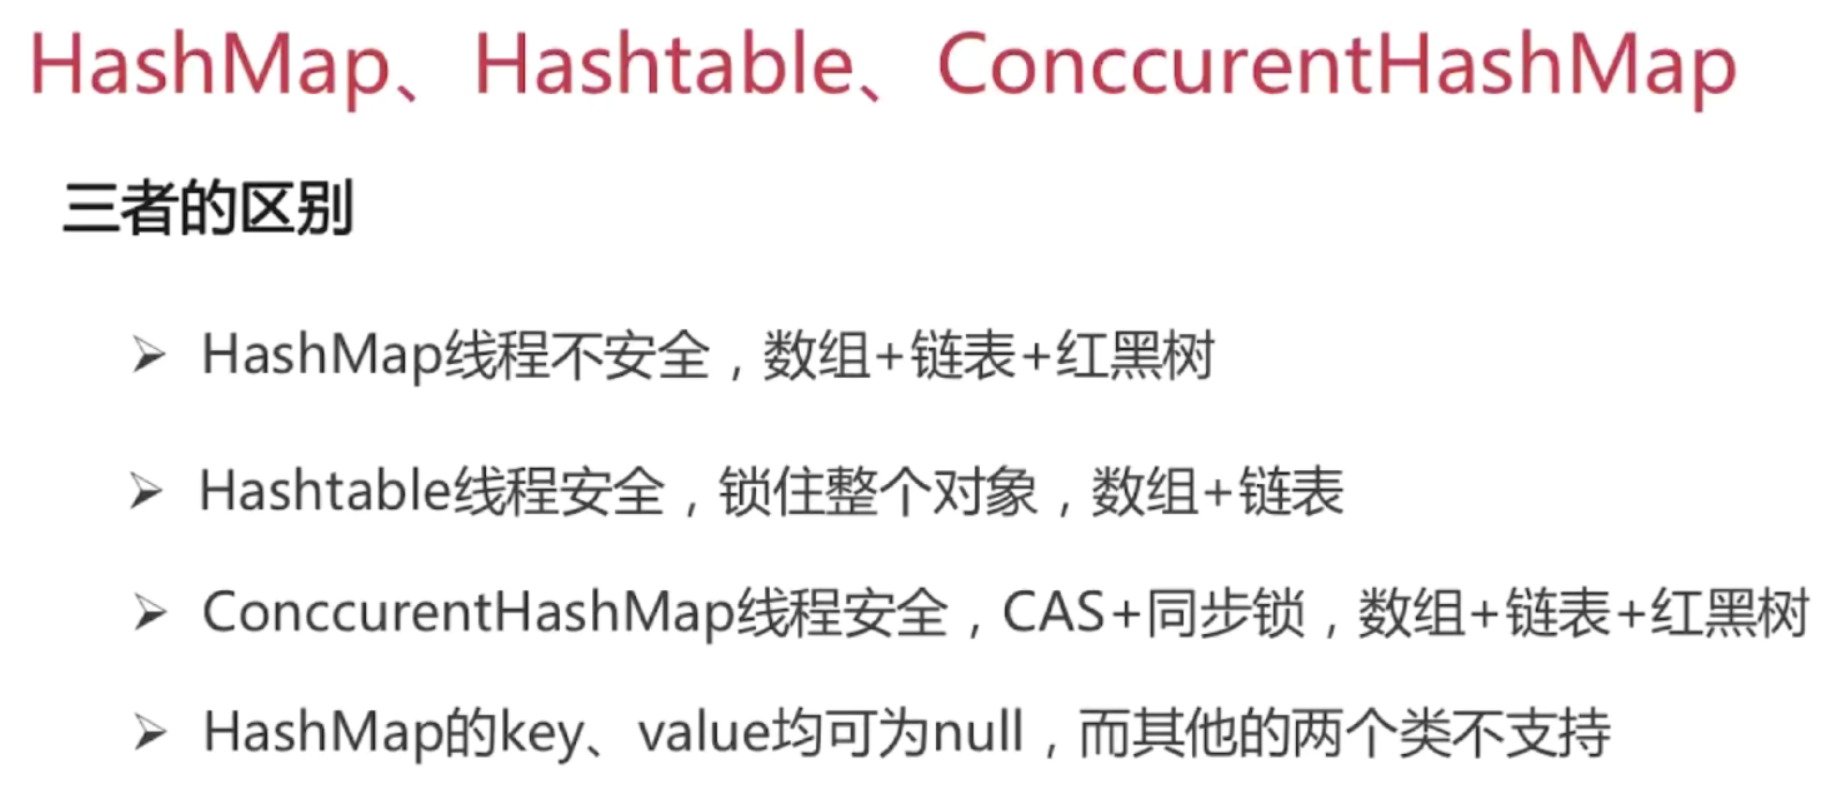 HashMap、Hashtable、ConccurentHashMap
三者的区别
➢ HashMap线程不安全，数组+链表+红黑树
➢ Hashtable线程安全，锁住整个对象，数组+链表
➢ ConccurentHashMap线程安全，CAS+同步锁，数组+链表+红黑树
➢ HashMap的key、value均可为null，而其他的两个类不支持